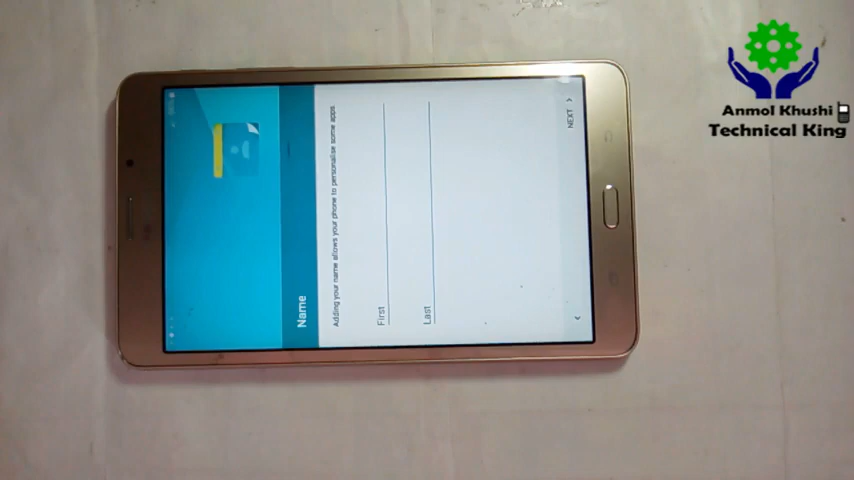 Name
Adding your name allows your phone to personalise some apps.
First
Last
NEXT >
Anmol Khushi
Technical King